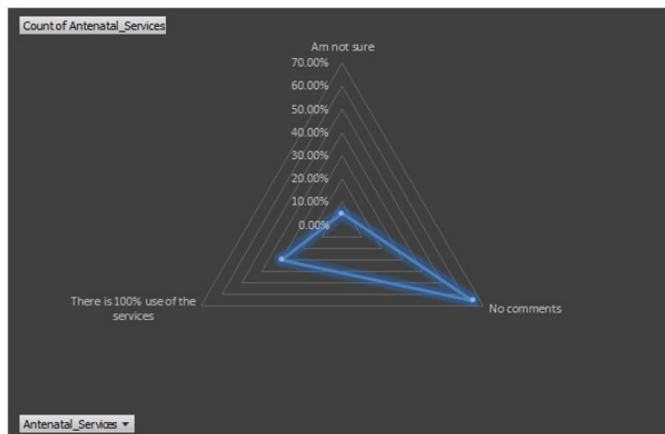 Count of Antenatal_Services
Am not sure
70.00%
60.00%
50.00%
40.00%
30.00%
20.00%
10.00%
0.00%
There is 100% use of the
services
No comments
Antenatal_Services